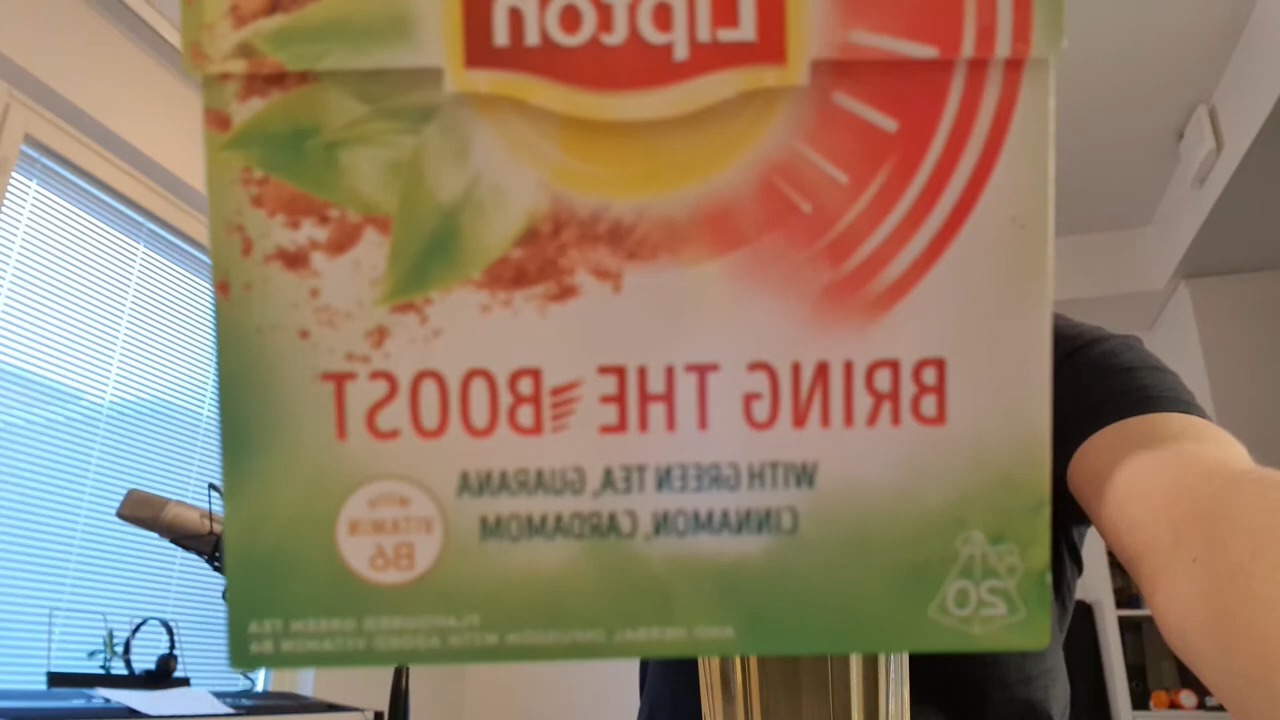 Lipton
BRING THE BOOST
WITH GREEN TEA, GUARANA
CINNAMON, CARDAMOM
with
VITAMIN
B6
20
FLAVOURED GREEN TEA
AND HERBAL INFUSION WITH ADDED VITAMIN B6